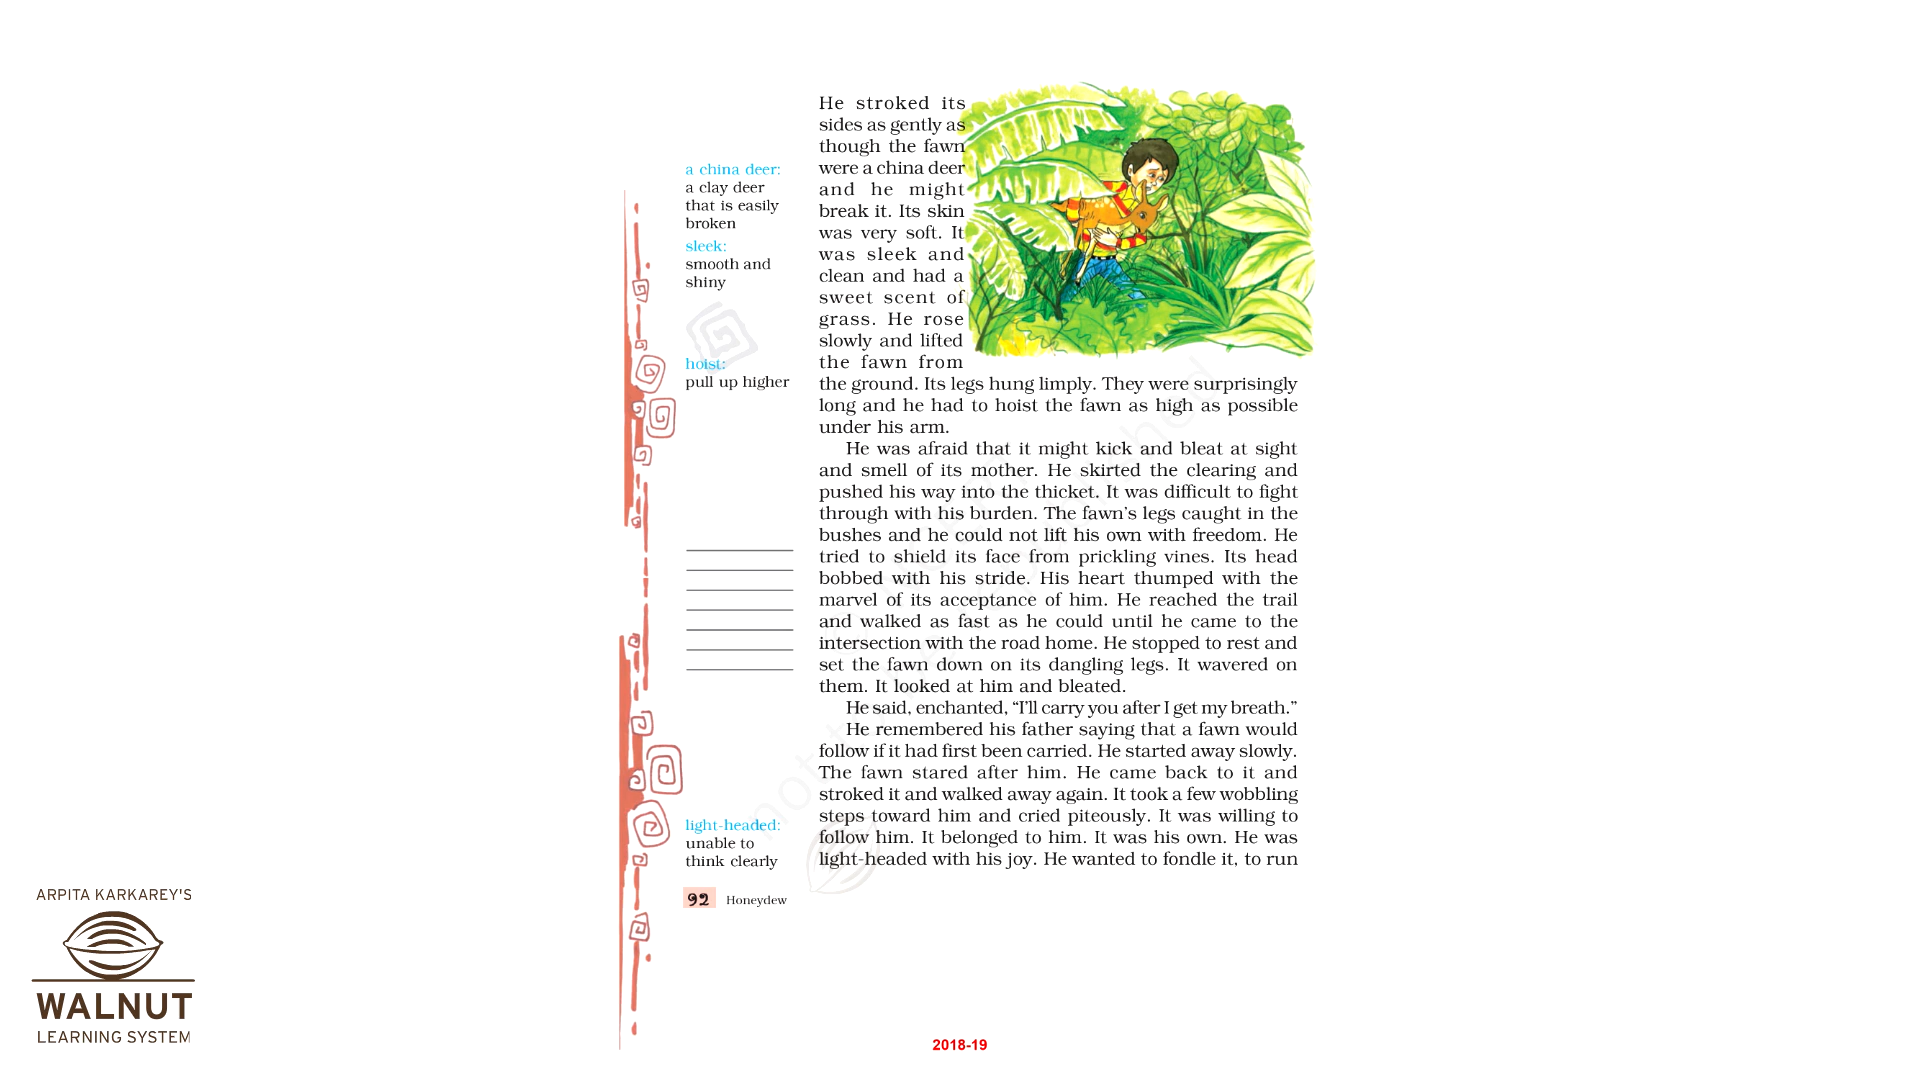 He stroked its
sides as gently as
though the fawn
were a china deer
and he might
break it. Its skin
was very soft. It
was sleek and
clean and had a
sweet scent of
grass. He rose
slowly and lifted
the fawn from
the ground. Its legs hung limply. They were surprisingly
long and he had to hoist the fawn as high as possible
under his arm.
He was afraid that it might kick and bleat at sight
and smell of its mother. He skirted the clearing and
pushed his way into the thicket. It was difficult to fight
through with his burden. The fawn's legs caught in the
bushes and he could not lift his own with freedom. He
tried to shield its face from prickling vines. Its head
bobbed with his stride. His heart thumped with the
marvel of its acceptance of him. He reached the trail
and walked as fast as he could until he came to the
intersection with the road home. He stopped to rest and
set the fawn down on its dangling legs. It wavered on
them. It looked at him and bleated.
He said, enchanted, “I'll carry you after I get my breath.”
He remembered his father saying that a fawn would
follow if it had first been carried. He started away slowly.
The fawn stared after him. He came back to it and
stroked it and walked away again. It took a few wobbling
steps toward him and cried piteously. It was willing to
follow him. It belonged to him. It was his own. He was
light-headed with his joy. He wanted to fondle it, to run
a china deer:
a clay deer
that is easily
broken
sleek:
smooth and
shiny
hoist:
pull up higher
light-headed:
unable to
think clearly
92 Honeydew
ARPITA KARKAREY'S
WALNUT
LEARNING SYSTEM
2018-19